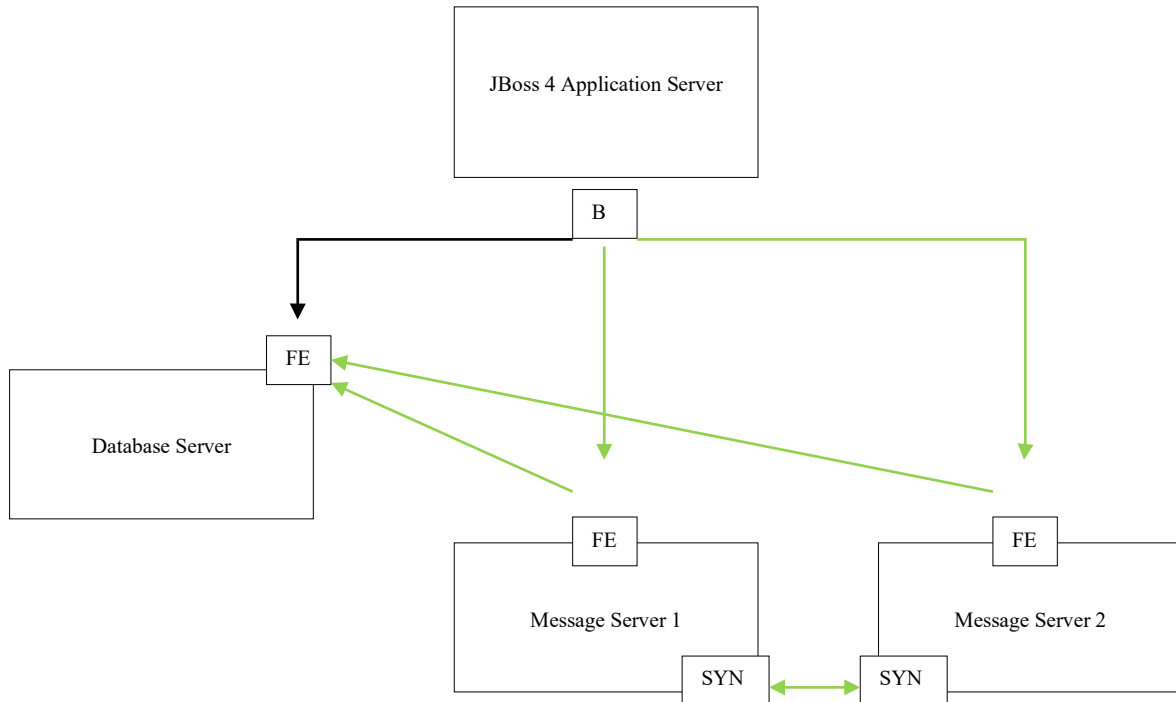 JBoss 4 Application Server
B
FE
Database Server
FE
FE
Message Server 1
Message Server 2
SYN
SYN